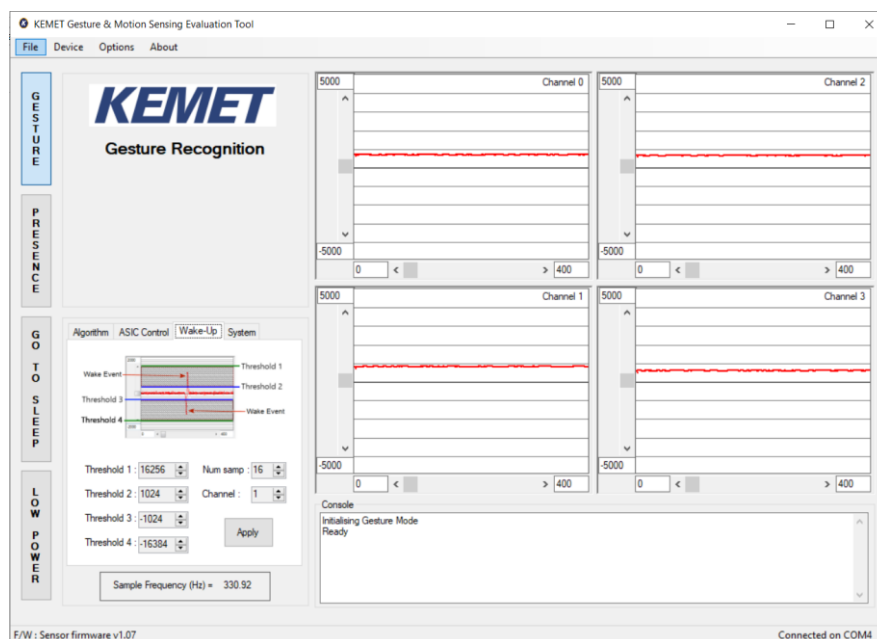 KEMET Gesture & Motion Sensing Evaluation Tool
File Device Options About
GESTURE
PRESENCE
GO TO SLEEP
LOW POWER
KEMET
Gesture Recognition
5000 Channel 0
-5000
0 < > 400
5000 Channel 2
-5000
0 < > 400
5000 Channel 1
-5000
0 < > 400
5000 Channel 3
-5000
0 < > 400
Algorithm ASIC Control Wake-Up System
Threshold 1
Wake Event
Threshold 2
Threshold 3
Wake Event
Threshold 4
0 400
Threshold 1 : 16256 Num samp : 16
Threshold 2 : 1024 Channel : 1
Threshold 3 : -1024
Threshold 4 : -16384
Apply
Sample Frequency (Hz) = 330.92
Console
Initialising Gesture Mode
Ready
F/W : Sensor firmware v1.07 Connected on COM4